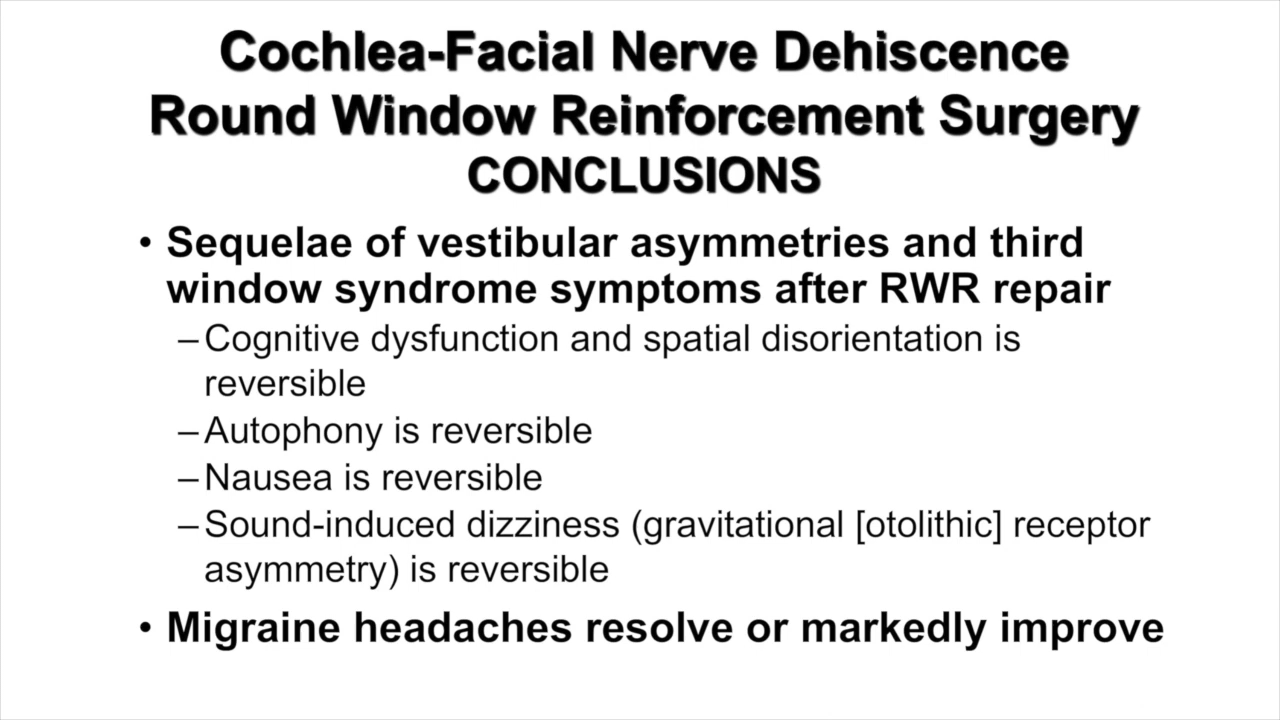 Cochlea-Facial Nerve Dehiscence
Round Window Reinforcement Surgery
CONCLUSIONS
• Sequelae of vestibular asymmetries and third
window syndrome symptoms after RWR repair
– Cognitive dysfunction and spatial disorientation is
reversible
– Autophony is reversible
– Nausea is reversible
– Sound-induced dizziness (gravitational [otolithic] receptor
asymmetry) is reversible
• Migraine headaches resolve or markedly improve